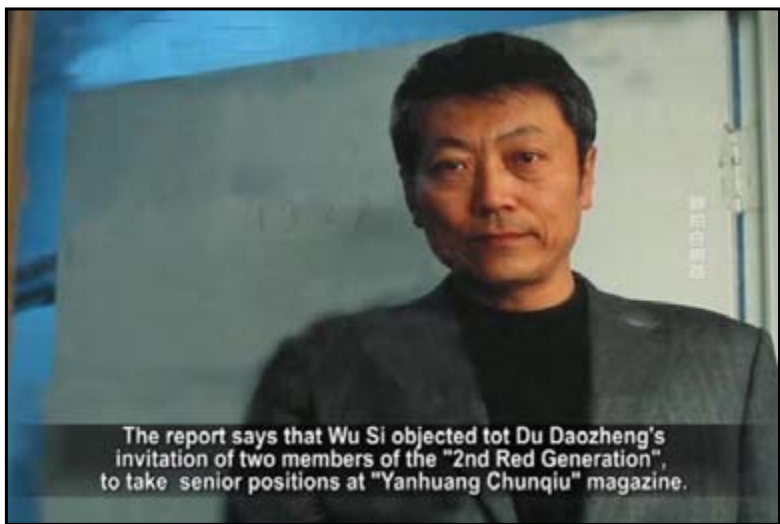 The report says that Wu Si objected tot Du Daozheng's
invitation of two members of the "2nd Red Generation",
to take senior positions at "Yanhuang Chunqiu" magazine.